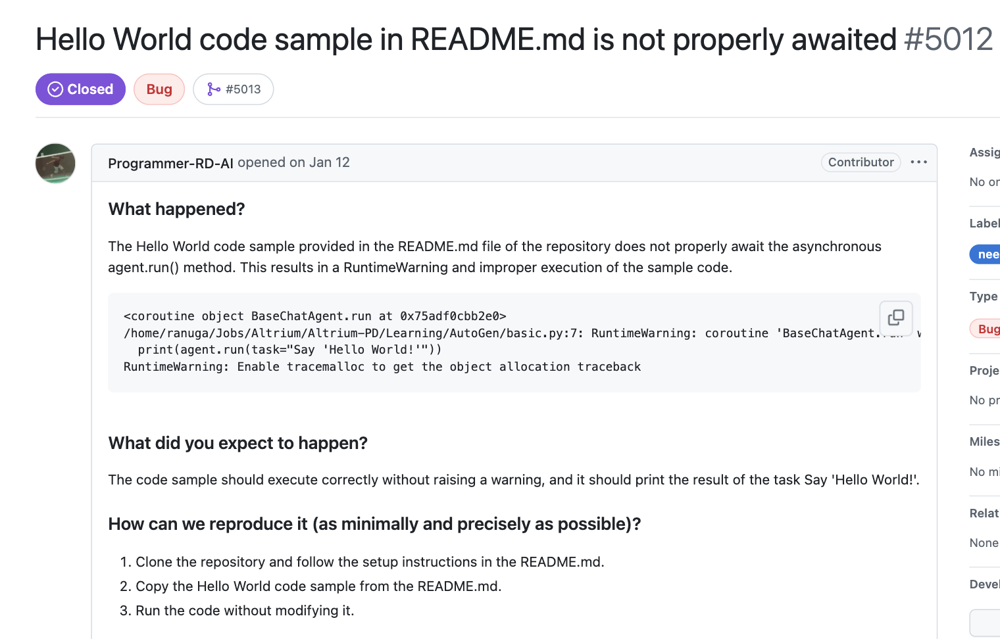 Hello World code sample in README.md is not properly awaited #5012
Closed
Bug
#5013
Programmer-RD-AI opened on Jan 12
Contributor
What happened?
The Hello World code sample provided in the README.md file of the repository does not properly await the asynchronous
agent.run() method. This results in a RuntimeWarning and improper execution of the sample code.
<coroutine object BaseChatAgent.run at 0x75adf0cbb2e0>
/home/ranuga/Jobs/Altrium/Altrium-PD/Learning/AutoGen/basic.py:7: RuntimeWarning: coroutine 'BaseChatAgent.run'
print(agent.run(task="Say 'Hello World!'"))
RuntimeWarning: Enable tracemalloc to get the object allocation traceback
What did you expect to happen?
The code sample should execute correctly without raising a warning, and it should print the result of the task Say 'Hello World!'.
How can we reproduce it (as minimally and precisely as possible)?
1. Clone the repository and follow the setup instructions in the README.md.
2. Copy the Hello World code sample from the README.md.
3. Run the code without modifying it.
Assig
No or
Label
nee
Type
Bug
Proje
No pr
Miles
No mi
Relat
None
Devel